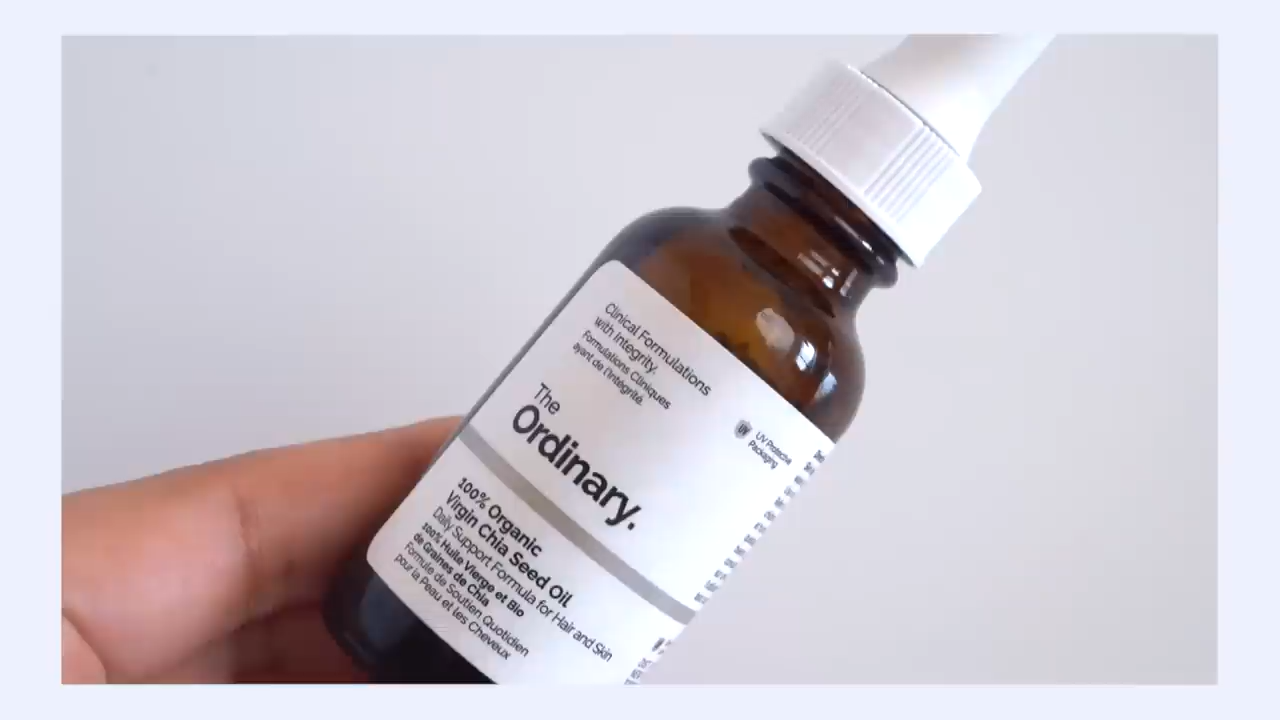 Clinical Formulations
with Integrity.
Formulations Cliniques
ayant de l'intégrité.
The
Ordinary.
UV
UV Protective
Packaging
100% Organic
Virgin Chia Seed Oil
Daily Support Formula for Hair and Skin
100% Huile Vierge et Bio
de Graines de Chia
Formule de Soutien Quotidien
pour la Peau et les Cheveux